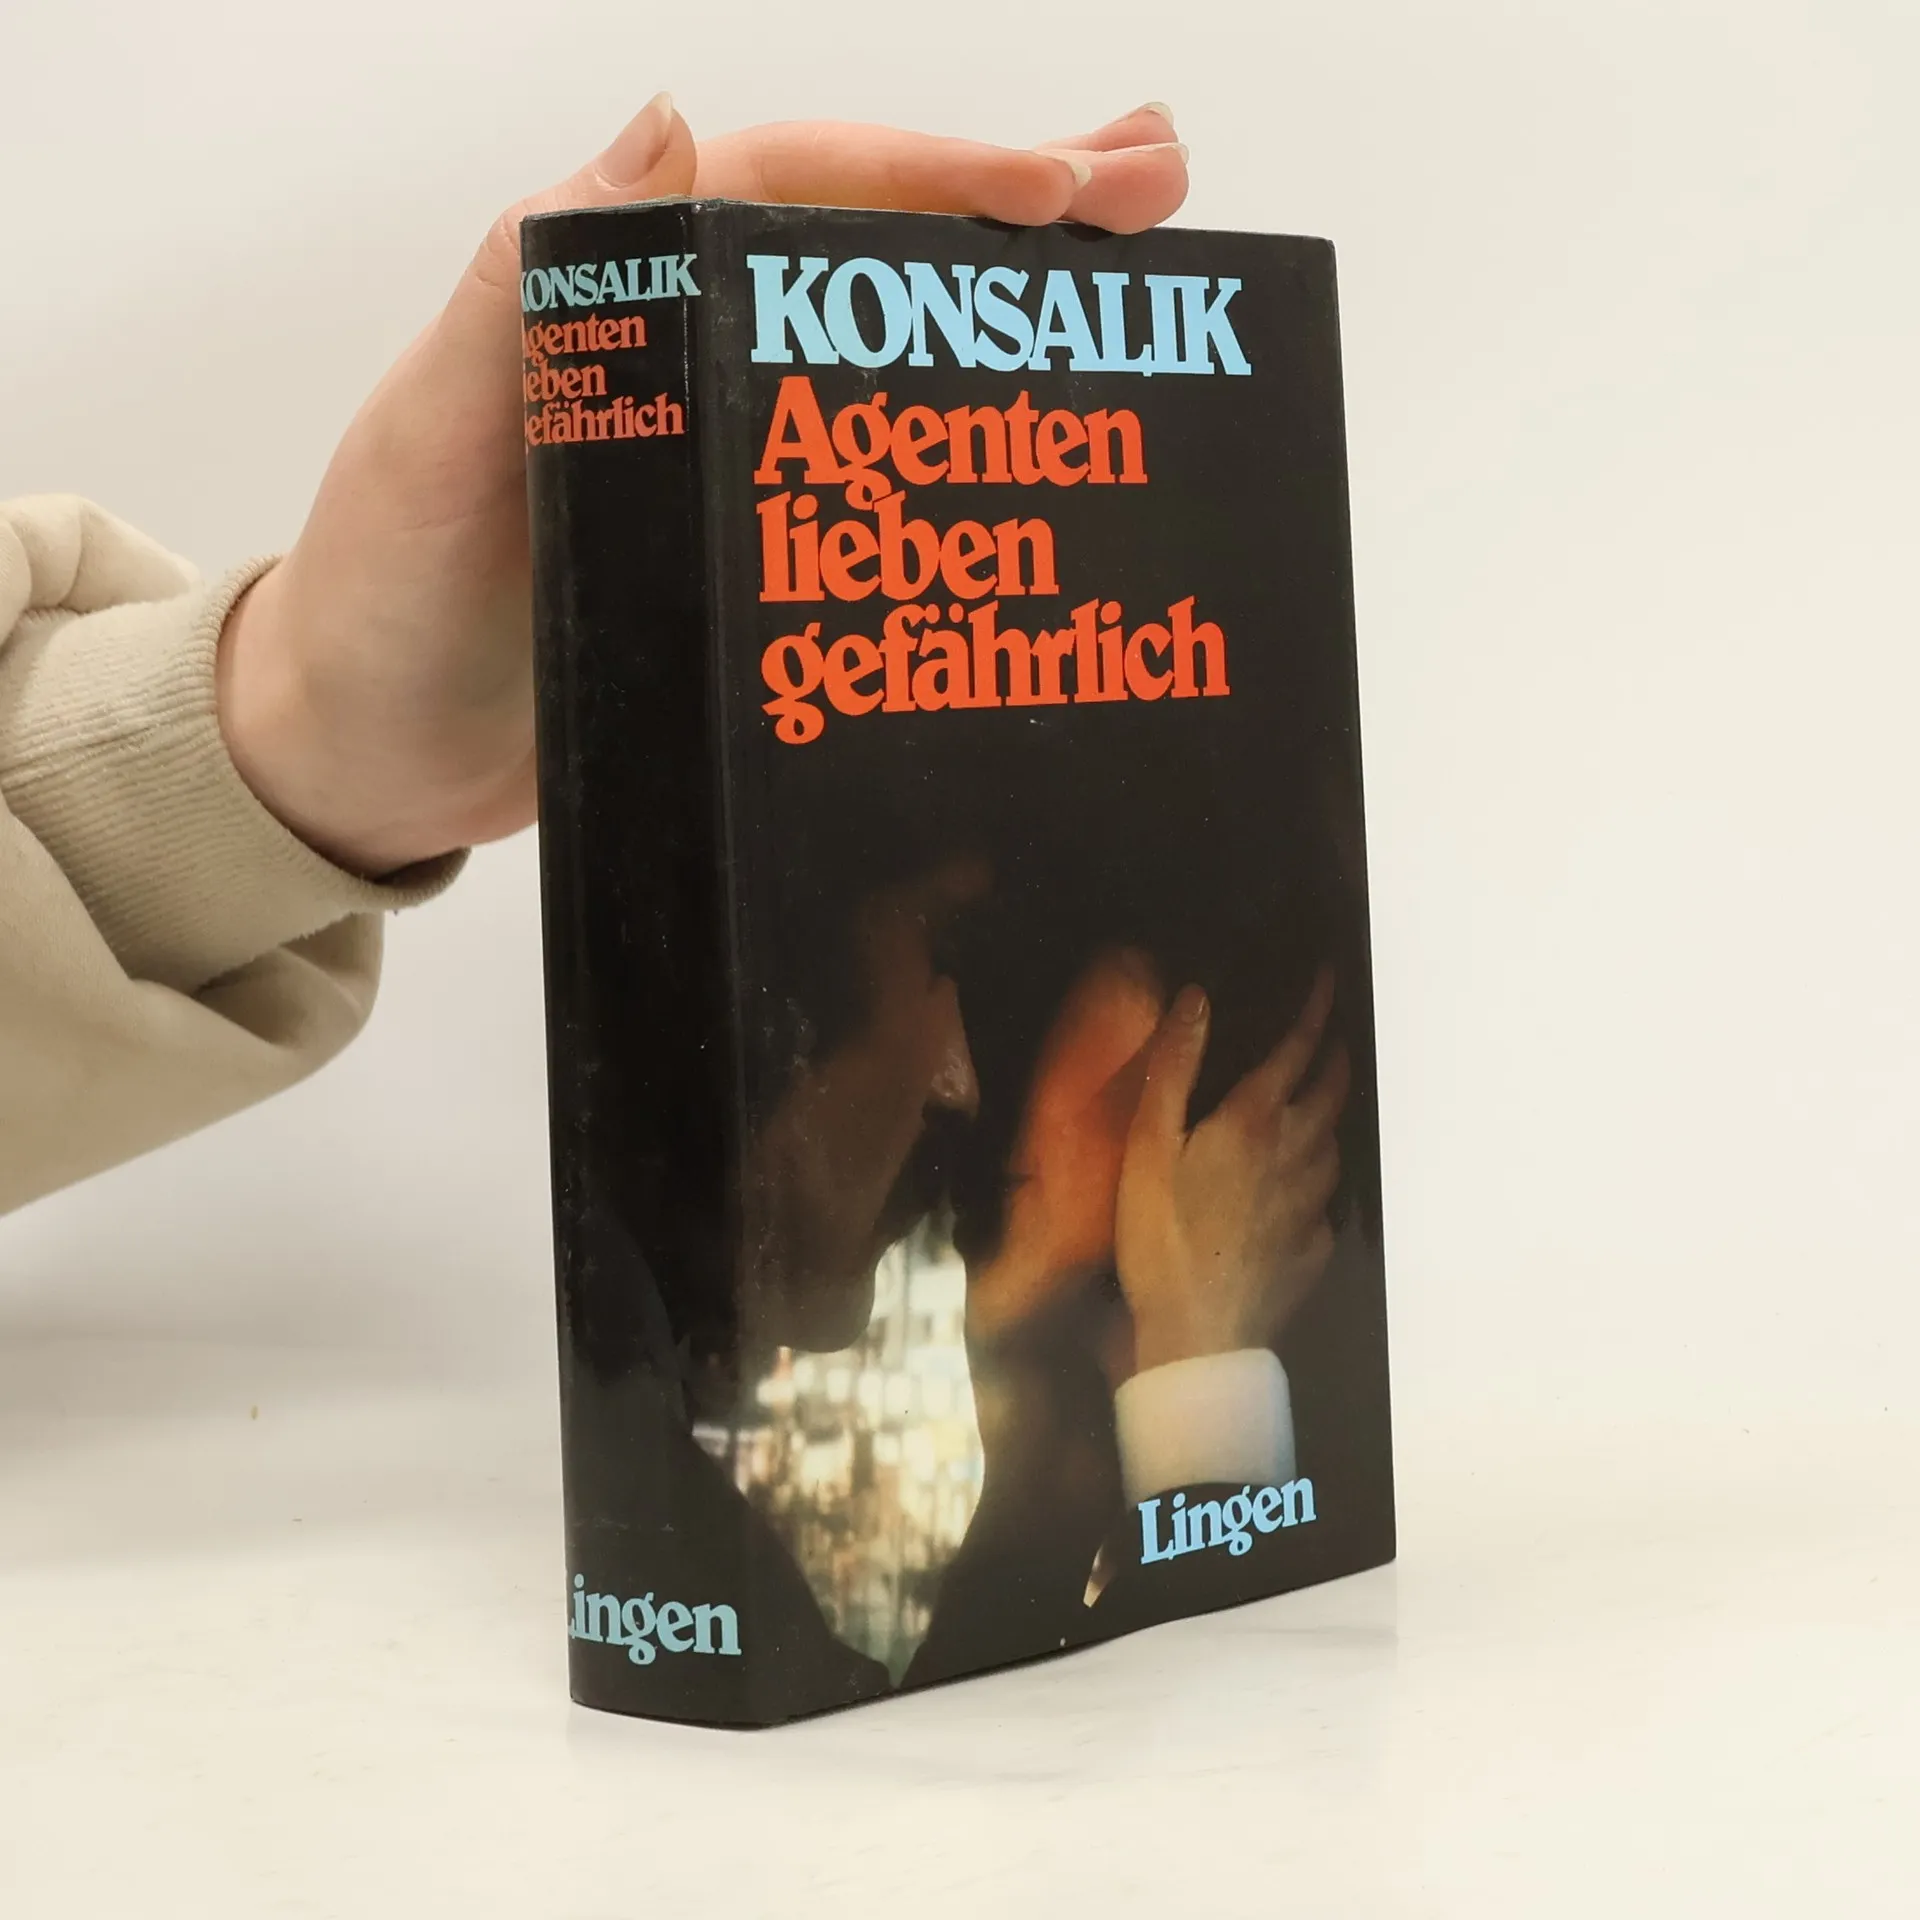 KONSALIK
Agenten
lieben
gefährlich
Lingen
KONSALIK
Agenten
lieben
gefährlich
Lingen